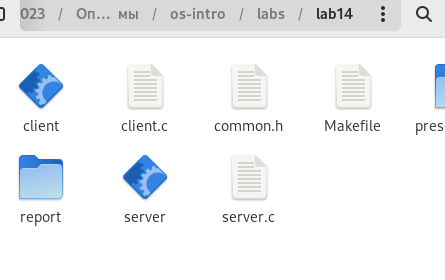 023 / Оп… мы / os-intro / labs / lab14
client client.c common.h Makefile pres
report server server.c